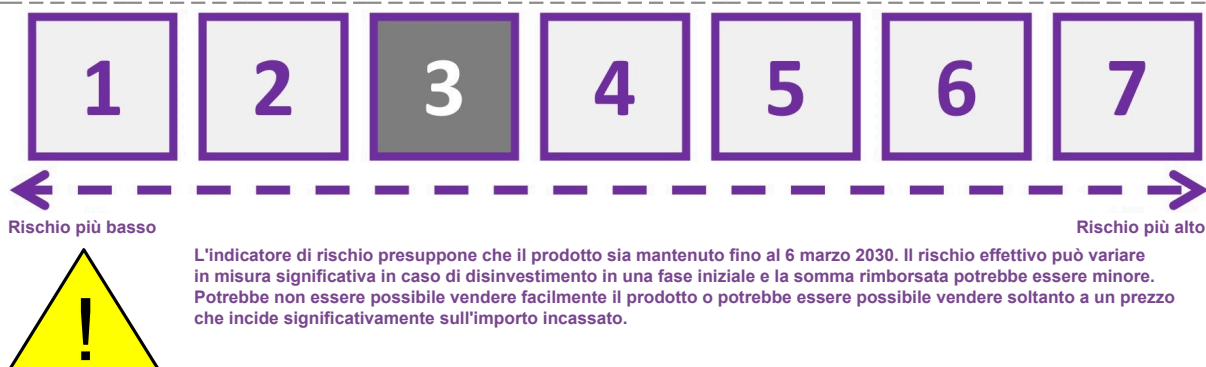 1 2 3 4 5 6 7
Rischio più basso Rischio più alto
L'indicatore di rischio presuppone che il prodotto sia mantenuto fino al 6 marzo 2030. Il rischio effettivo può variare
in misura significativa in caso di disinvestimento in una fase iniziale e la somma rimborsata potrebbe essere minore.
Potrebbe non essere possibile vendere facilmente il prodotto o potrebbe essere possibile vendere soltanto a un prezzo
che incide significativamente sull'importo incassato.
!